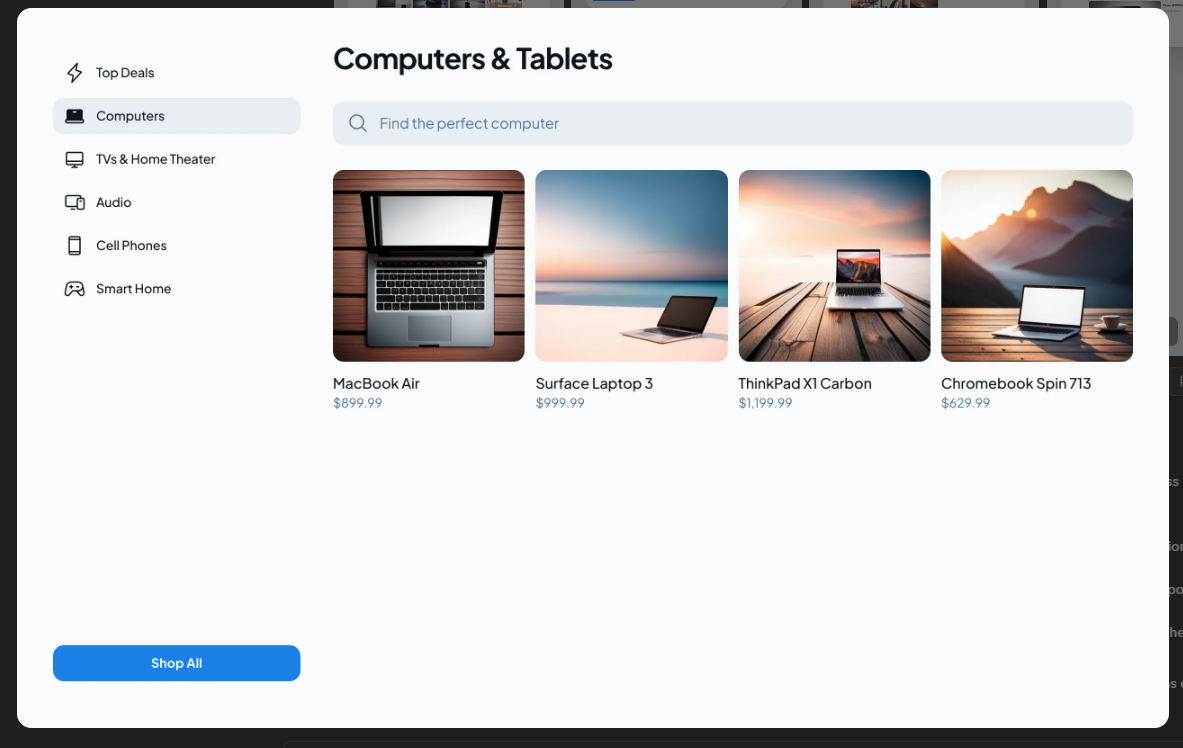 Top Deals
Computers
TVs & Home Theater
Audio
Cell Phones
Smart Home
Shop All
Computers & Tablets
Find the perfect computer
MacBook Air
$899.99
Surface Laptop 3
$999.99
ThinkPad X1 Carbon
$1,199.99
Chromebook Spin 713
$629.99